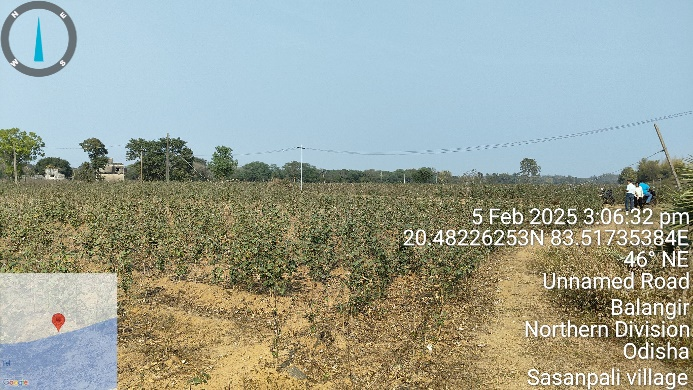 N
E
W
S
5 Feb 2025 3:06:32 pm
20.48226253N 83.51735384E
46° NE
Unnamed Road
Balangir
Northern Division
Odisha
Sasanpali village
Google